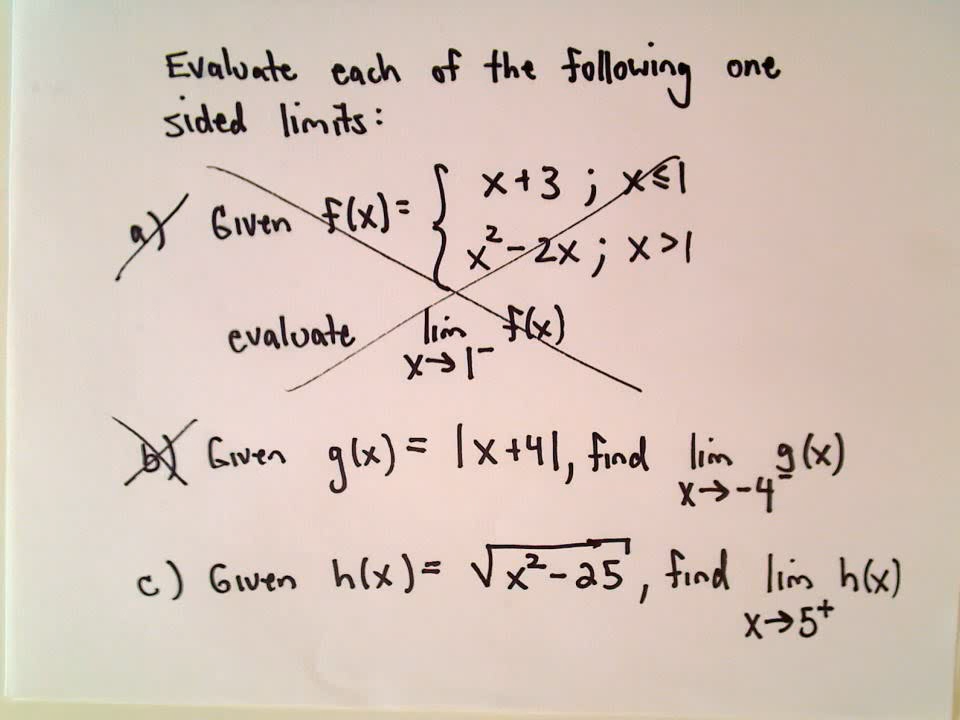 Evaluate each of the following one
sided limits:
a) Given f(x) = { x+3 ; x≤1
x²-2x ; x>1
evaluate lim f(x)
x→1⁻
b) Given g(x) = |x+4|, find lim g(x)
x→-4⁻
c) Given h(x) = √(x²-25), find lim h(x)
x→5⁺